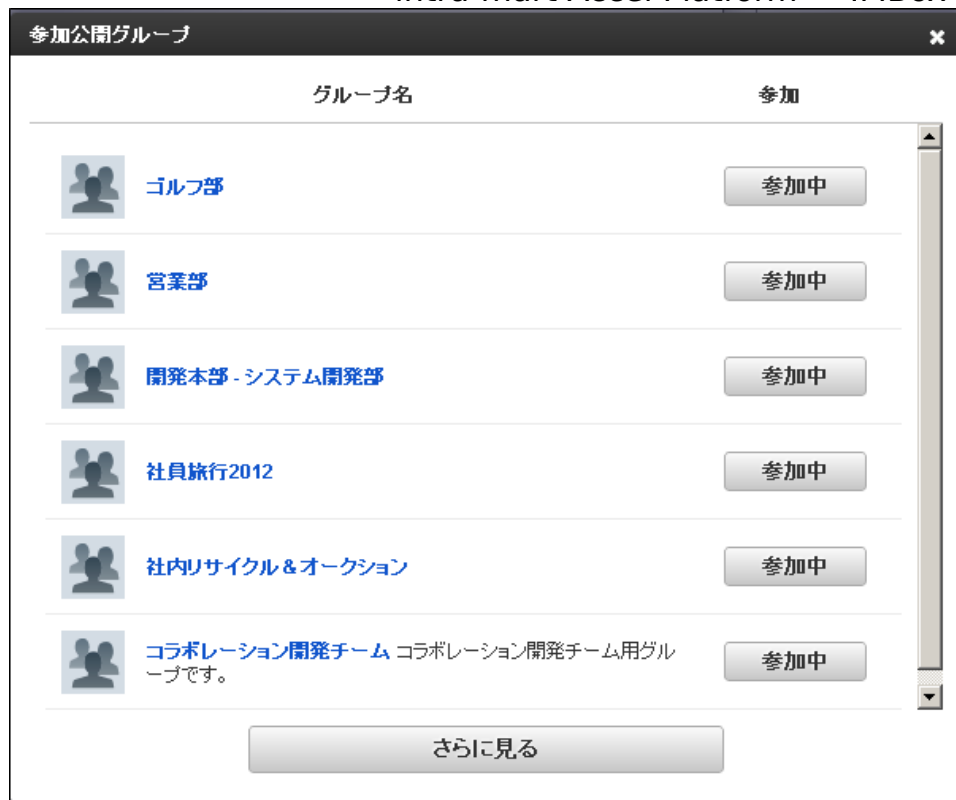 参加公開グループ
グループ名 参加
ゴルフ部 参加中
営業部 参加中
開発本部 - システム開発部 参加中
社員旅行2012 参加中
社内リサイクル＆オークション 参加中
コラボレーション開発チーム コラボレーション開発チーム用グル
ープです。 参加中
さらに見る